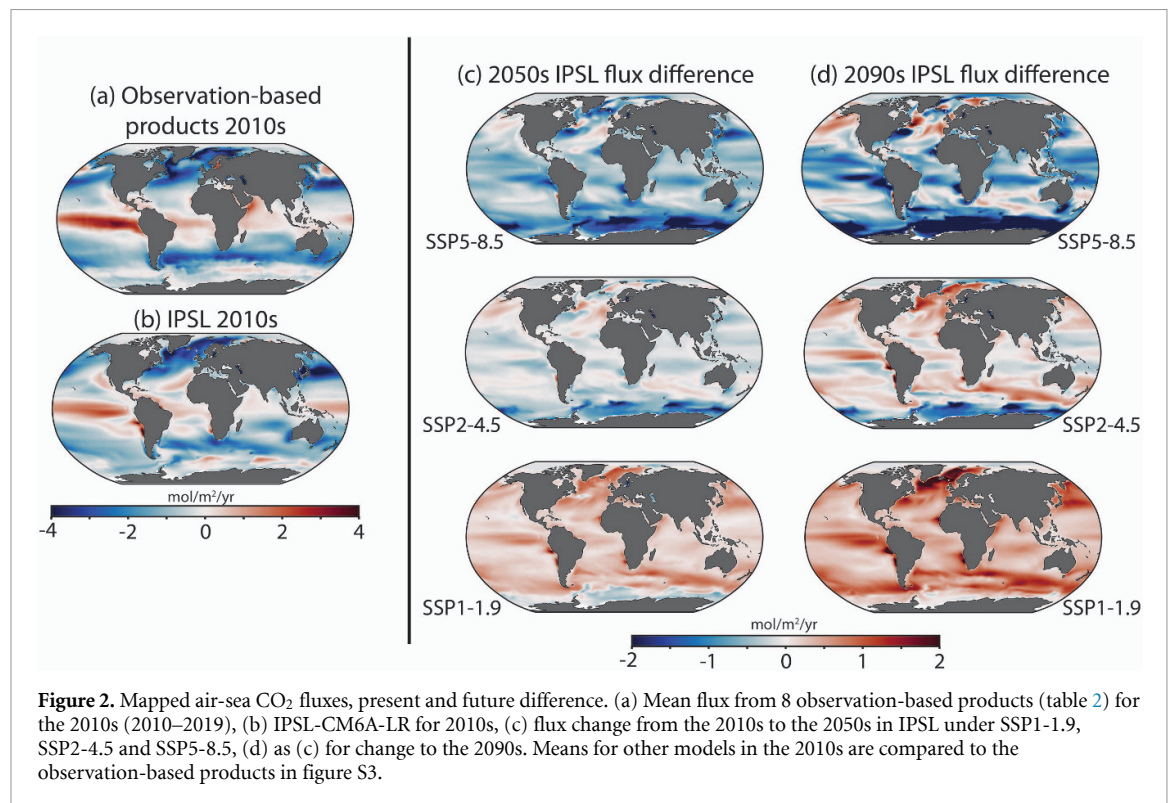 (a) Observation-based
products 2010s
(b) IPSL 2010s
mol/m²/yr
-4 -2 0 2 4
(c) 2050s IPSL flux difference
(d) 2090s IPSL flux difference
SSP5-8.5
SSP5-8.5
SSP2-4.5
SSP2-4.5
SSP1-1.9
SSP1-1.9
mol/m²/yr
-2 -1 0 1 2
Figure 2. Mapped air-sea CO₂ fluxes, present and future difference. (a) Mean flux from 8 observation-based products (table 2) for
the 2010s (2010–2019), (b) IPSL-CM6A-LR for 2010s, (c) flux change from the 2010s to the 2050s in IPSL under SSP1-1.9,
SSP2-4.5 and SSP5-8.5, (d) as (c) for change to the 2090s. Means for other models in the 2010s are compared to the
observation-based products in figure S3.